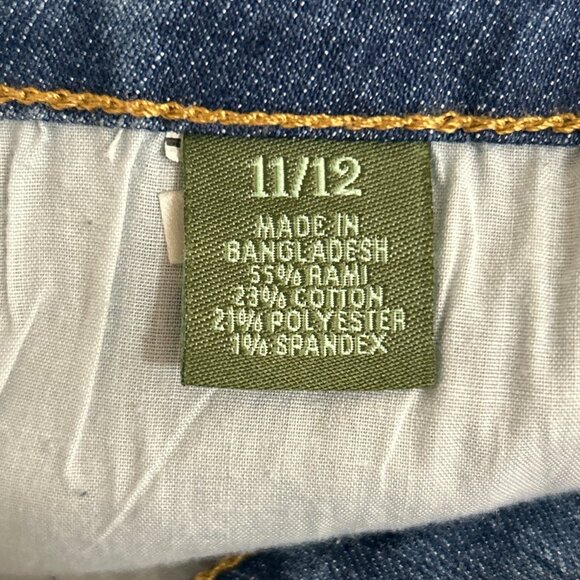 11/12
MADE IN
BANGLADESH
55% RAMI
23% COTTON
21% POLYESTER
1% SPANDEX